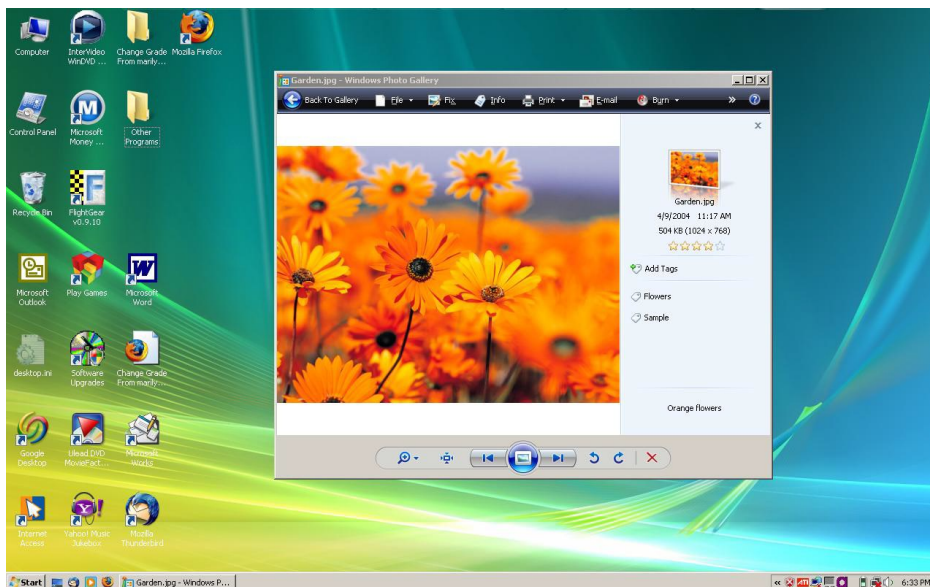 Computer
InterVideo
WinDVD ...
Change Grade
From marily...
Mozilla Firefox
Control Panel
Microsoft
Money ...
Other
Programs
Recycle Bin
FlightGear
v0.9.10
Microsoft
Outlook
Play Games
Microsoft
Word
desktop.ini
Software
Upgrades
Change Grade
From marily...
Google
Desktop
Ulead DVD
MovieFact...
Microsoft
Works
Internet
Access
Yahoo! Music
Jukebox
Mozilla
Thunderbird
Garden.jpg - Windows Photo Gallery
Back To Gallery File Fix Info Print E-mail Burn »
Garden.jpg
4/9/2004 11:17 AM
504 KB (1024 x 768)
Add Tags
Flowers
Sample
Orange flowers
Start Garden.jpg - Windows P... « ATI 6:33 PM